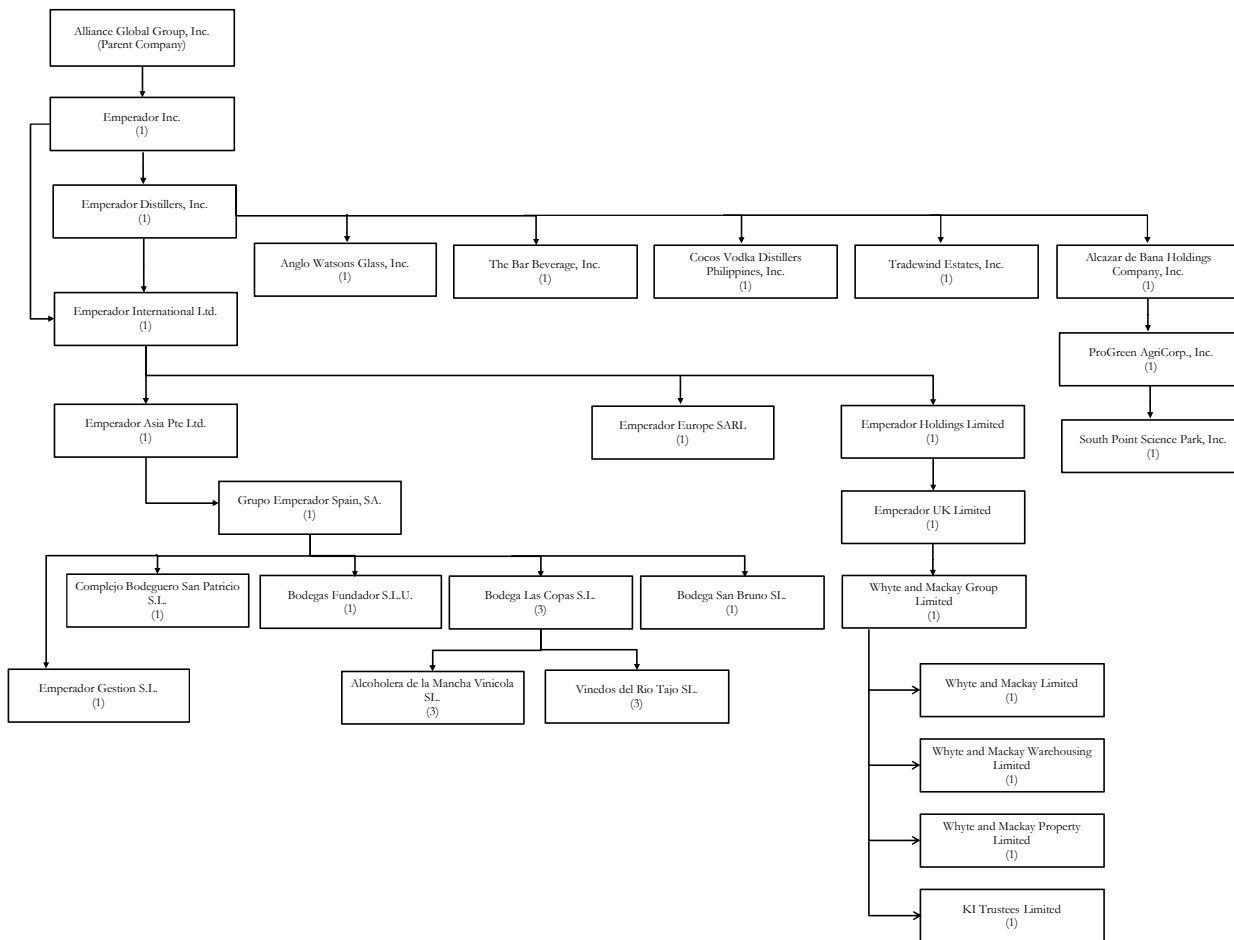 Alliance Global Group, Inc.
(Parent Company)
Emperador Inc.
(1)
Emperador Distillers, Inc.
(1)
Anglo Watsons Glass, Inc.
(1)
The Bar Beverage, Inc.
(1)
Cocos Vodka Distillers
Philippines, Inc.
(1)
Tradewind Estates, Inc.
(1)
Alcazar de Bana Holdings
Company, Inc.
(1)
Emperador International Ltd.
(1)
ProGreen AgriCorp., Inc.
(1)
Emperador Asia Pte Ltd.
(1)
Emperador Europe SARL
(1)
Emperador Holdings Limited
(1)
South Point Science Park, Inc.
(1)
Grupo Emperador Spain, SA.
(1)
Emperador UK Limited
(1)
Complejo Bodeguero San Patricio
S.L.
(1)
Bodegas Fundador S.L.U.
(1)
Bodega Las Copas S.L.
(3)
Bodega San Bruno SL.
(1)
Whyte and Mackay Group
Limited
(1)
Emperador Gestion S.L.
(1)
Alcoholera de la Mancha Vinicola
SL.
(3)
Vinedos del Rio Tajo SL.
(3)
Whyte and Mackay Limited
(1)
Whyte and Mackay Warehousing
Limited
(1)
Whyte and Mackay Property
Limited
(1)
KI Trustees Limited
(1)